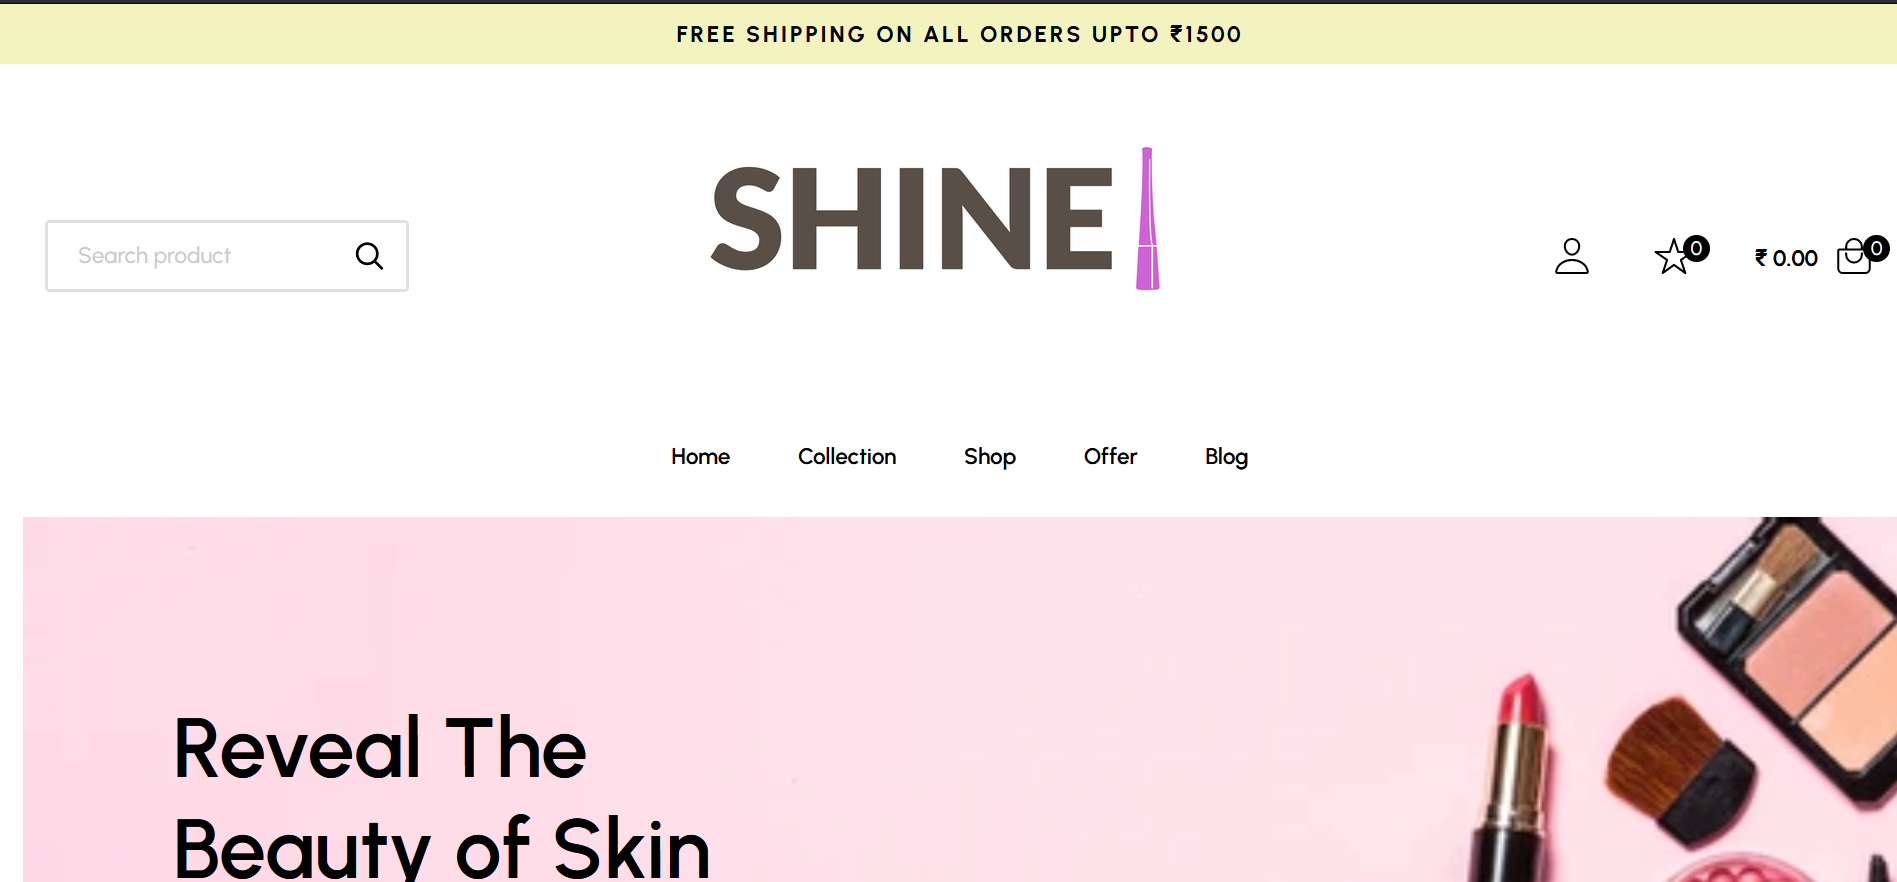 FREE SHIPPING ON ALL ORDERS UPTO ₹1500
SHINE
Search product
0
₹ 0.00
0
Home
Collection
Shop
Offer
Blog
Reveal The
Beauty of Skin